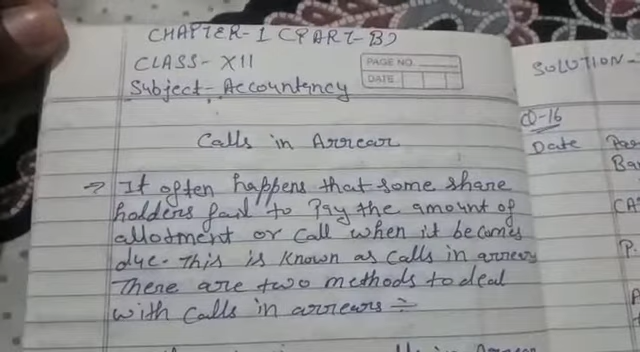 CHAPTER-1 (PART-B)
CLASS-XII
PAGE NO.
DATE
Subject- Accountancy
Calls in Arrear
→ It often happens that some share
holders fail to Pay the amount of
allotment or call when it becomes
due. This is known as calls in arrears
There are two methods to deal
with calls in arrears :-
SOLUTION-
Q-16
Date
Ban
CA
P.